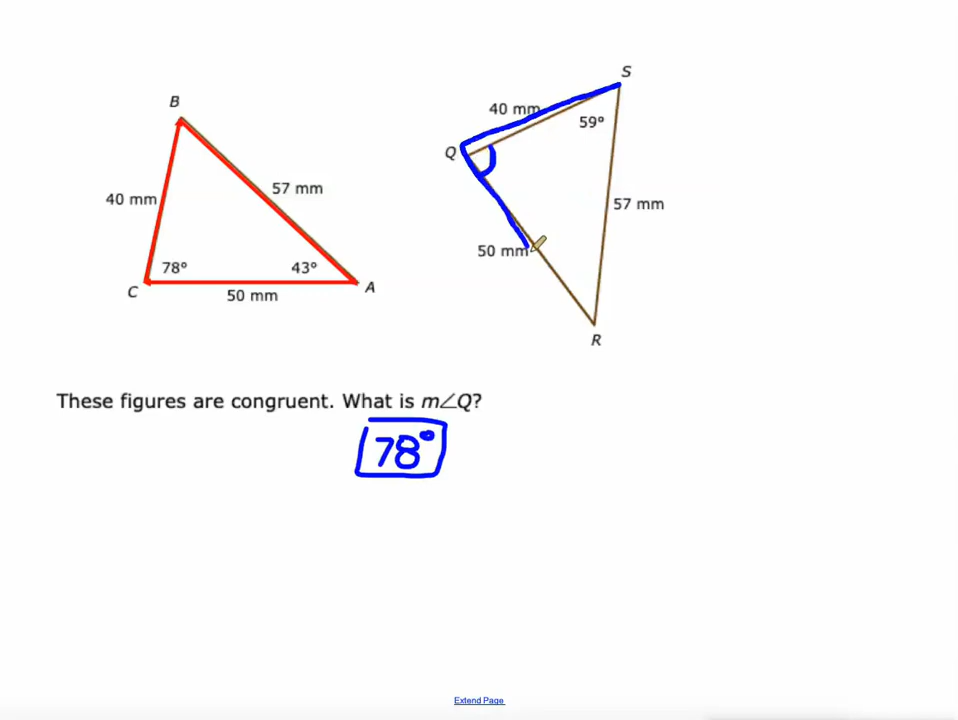 S
B
40 mm
59°
Q
57 mm
40 mm
57 mm
50 mm
78°
43°
C
A
50 mm
R
These figures are congruent. What is m∠Q?
78°
Extend Page